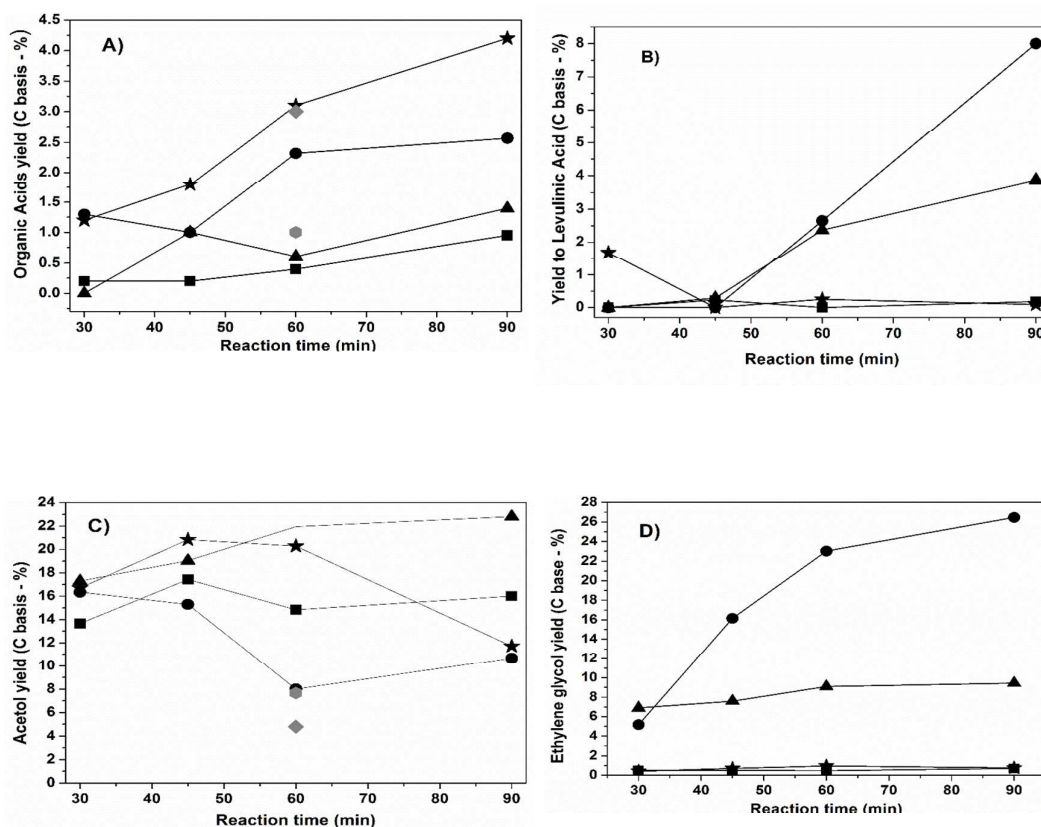 A)
Organic Acids yield (C basis - %)
4.5
4.0
3.5
3.0
2.5
2.0
1.5
1.0
0.5
0.0
30 40 50 60 70 80 90
Reaction time (min)
B)
Yield to Levulinic Acid (C basis - %)
8
7
6
5
4
3
2
1
0
30 40 50 60 70 80 90
Reaction time (min)
C)
Acetol yield (C basis - %)
24
22
20
18
16
14
12
10
8
6
4
2
0
30 40 50 60 70 80 90
Reaction time (min)
D)
Ethylene glycol yield (C base - %)
28
26
24
22
20
18
16
14
12
10
8
6
4
2
0
30 40 50 60 70 80 90
Reaction time (min)